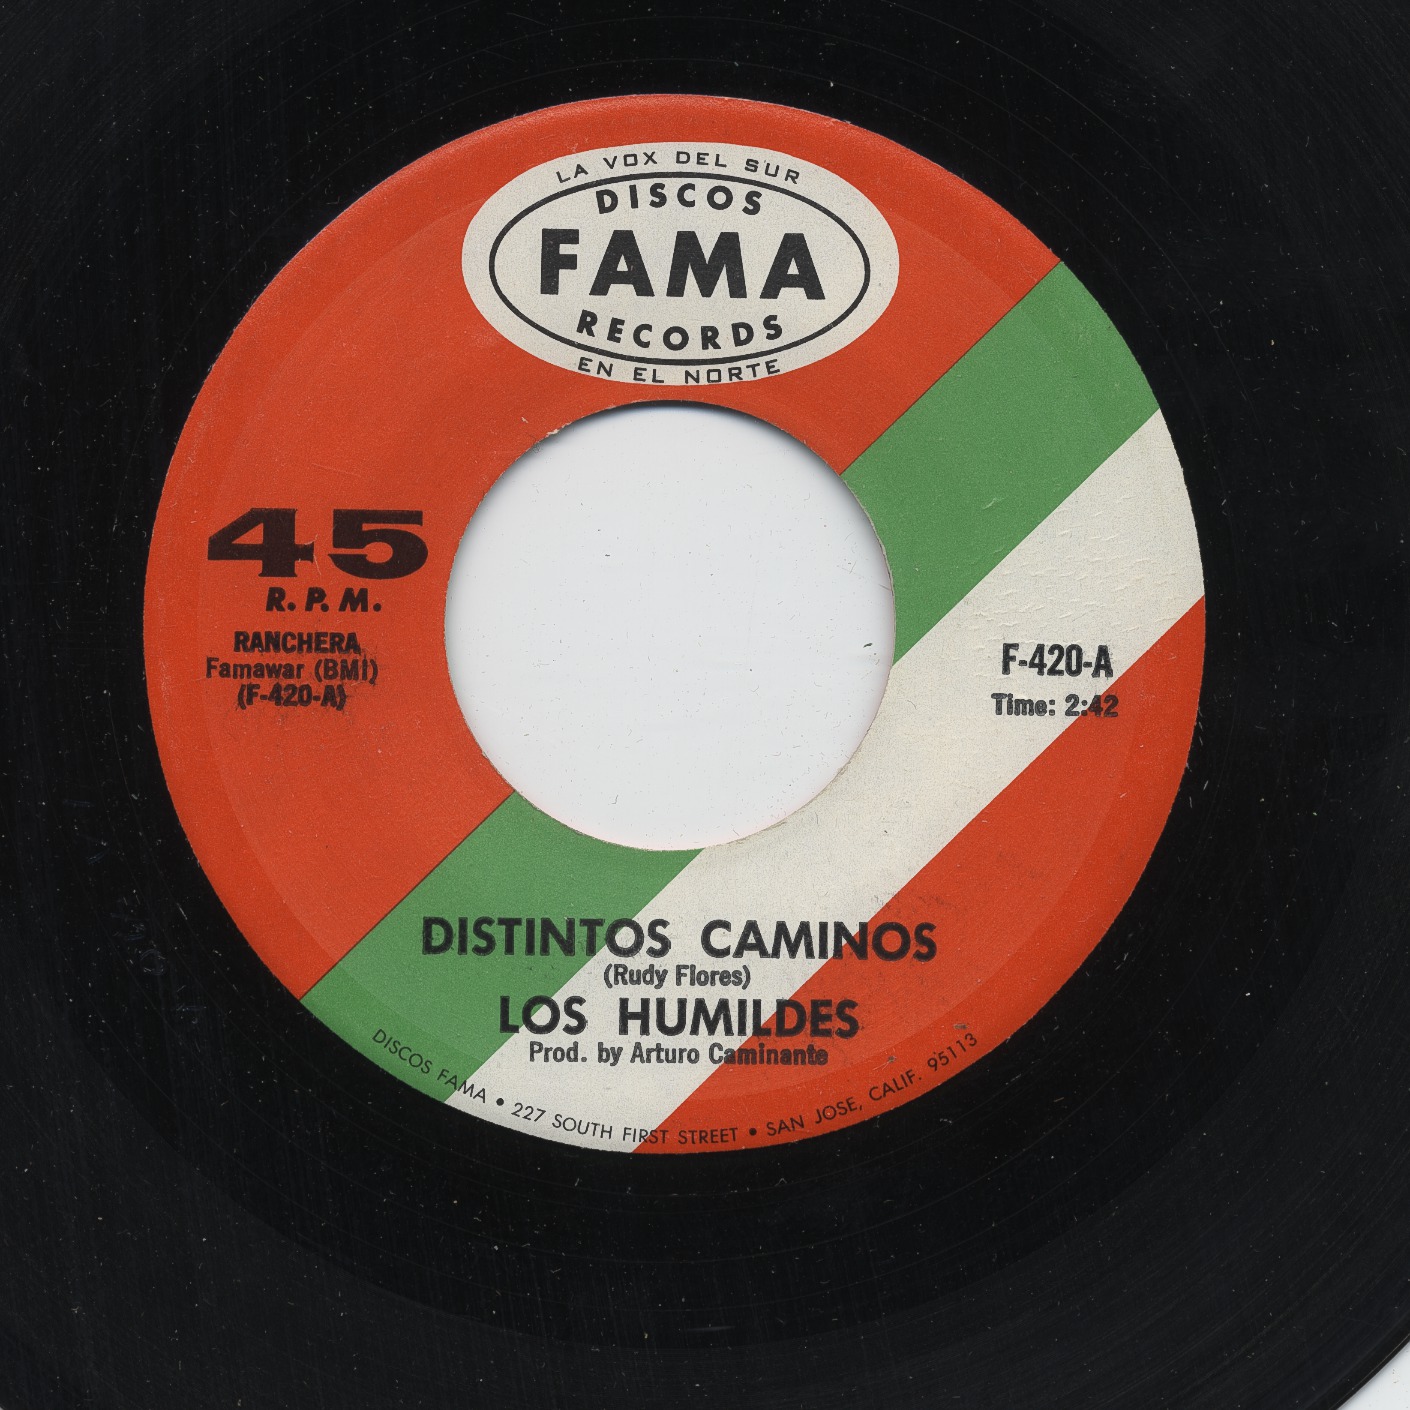 LA VOX DEL SUR
DISCOS
FAMA
RECORDS
EN EL NORTE
45
R.P.M.
RANCHERA
Famawar (BMI)
(F-420-A)
F-420-A
Time: 2:42
DISTINTOS CAMINOS
(Rudy Flores)
LOS HUMILDES
Prod. by Arturo Caminante
DISCOS FAMA • 227 SOUTH FIRST STREET • SAN JOSE, CALIF. 95113